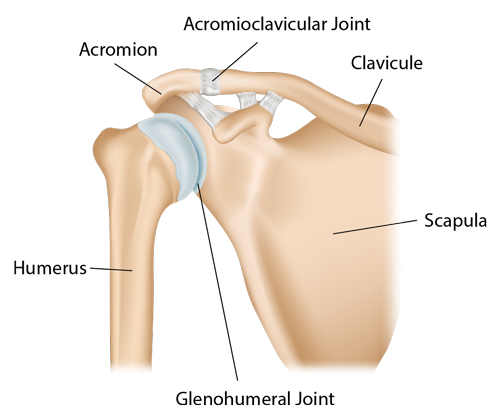 Acromioclavicular Joint
Acromion
Clavicule
Scapula
Humerus
Glenohumeral Joint